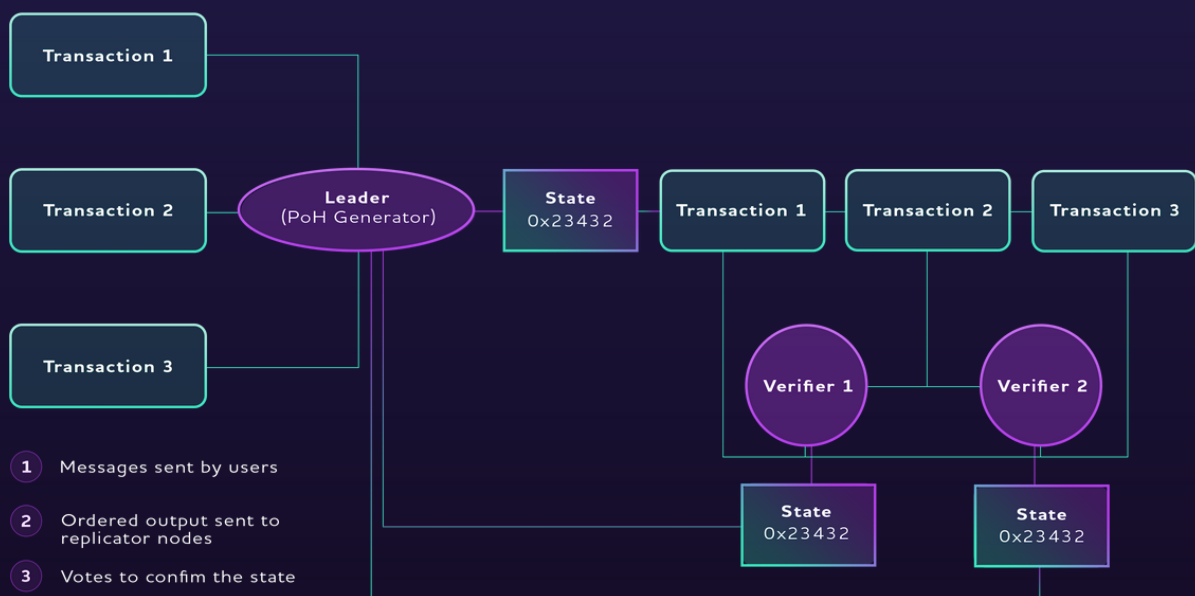 Transaction 1
Transaction 2
Transaction 3
Leader
(PoH Generator)
State
0x23432
Transaction 1
Transaction 2
Transaction 3
Verifier 1
Verifier 2
State
0x23432
State
0x23432
1 Messages sent by users
2 Ordered output sent to
replicator nodes
3 Votes to confim the state